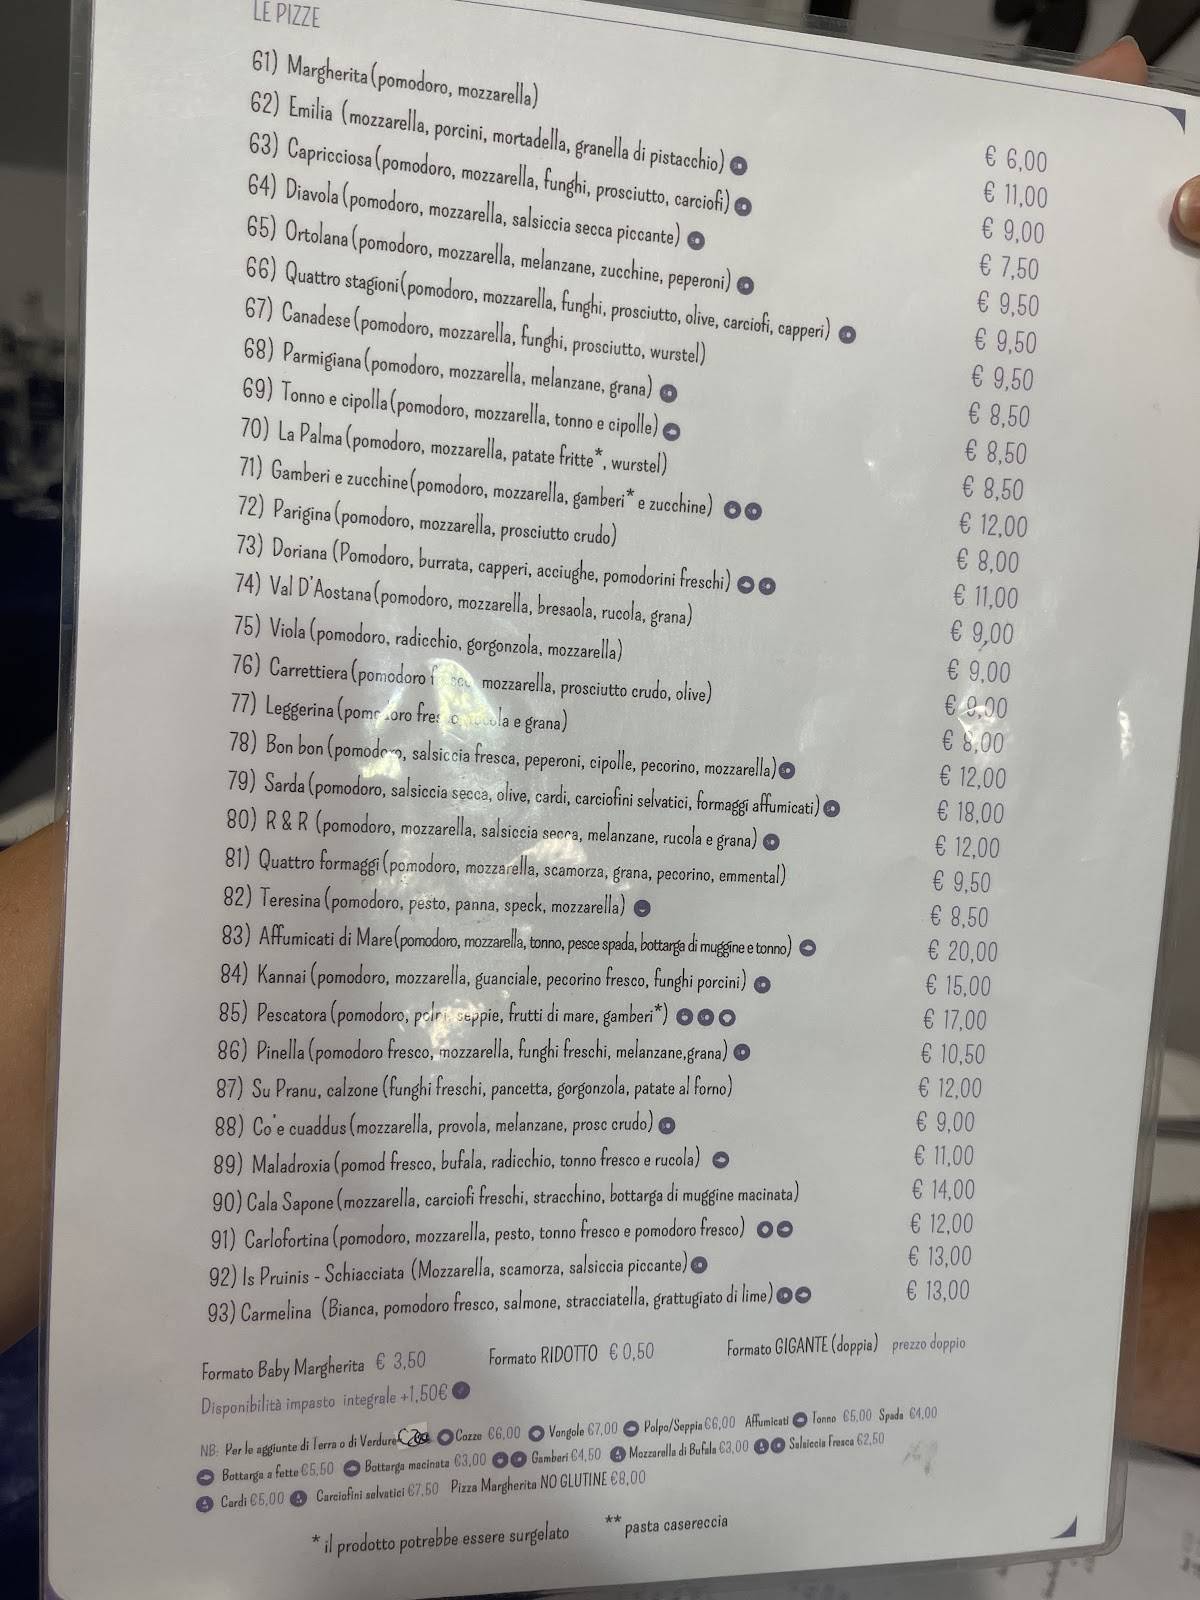 LE PIZZE
61) Margherita (pomodoro, mozzarella) € 6,00
62) Emilia (mozzarella, porcini, mortadella, granella di pistacchio) € 11,00
63) Capricciosa (pomodoro, mozzarella, funghi, prosciutto, carciofi) € 9,00
64) Diavola (pomodoro, mozzarella, salsiccia secca piccante) € 7,50
65) Ortolana (pomodoro, mozzarella, melanzane, zucchine, peperoni) € 9,50
66) Quattro stagioni (pomodoro, mozzarella, funghi, prosciutto, olive, carciofi, capperi) € 9,50
67) Canadese (pomodoro, mozzarella, funghi, prosciutto, wurstel) € 9,50
68) Parmigiana (pomodoro, mozzarella, melanzane, grana) € 8,50
69) Tonno e cipolla (pomodoro, mozzarella, tonno e cipolle) € 8,50
70) La Palma (pomodoro, mozzarella, patate fritte*, wurstel) € 8,50
71) Gamberi e zucchine (pomodoro, mozzarella, gamberi* e zucchine) € 12,00
72) Parigina (pomodoro, mozzarella, prosciutto crudo) € 8,00
73) Doriana (Pomodoro, burrata, capperi, acciughe, pomodorini freschi) € 11,00
74) Val D'Aostana (pomodoro, mozzarella, bresaola, rucola, grana) € 9,00
75) Viola (pomodoro, radicchio, gorgonzola, mozzarella) € 9,00
76) Carrettiera (pomodoro fresco, mozzarella, prosciutto crudo, olive) € 9,00
77) Leggerina (pomodoro fresco, rucola e grana) € 8,00
78) Bon bon (pomodoro, salsiccia fresca, peperoni, cipolle, pecorino, mozzarella) € 12,00
79) Sarda (pomodoro, salsiccia secca, olive, cardi, carciofini selvatici, formaggi affumicati) € 18,00
80) R & R (pomodoro, mozzarella, salsiccia secca, melanzane, rucola e grana) € 12,00
81) Quattro formaggi (pomodoro, mozzarella, scamorza, grana, pecorino, emmental) € 9,50
82) Teresina (pomodoro, pesto, panna, speck, mozzarella) € 8,50
83) Affumicati di Mare (pomodoro, mozzarella, tonno, pesce spada, bottarga di muggine e tonno) € 20,00
84) Kannai (pomodoro, mozzarella, guanciale, pecorino fresco, funghi porcini) € 15,00
85) Pescatora (pomodoro, polpi, seppie, frutti di mare, gamberi*) € 17,00
86) Pinella (pomodoro fresco, mozzarella, funghi freschi, melanzane,grana) € 10,50
87) Su Pranu, calzone (funghi freschi, pancetta, gorgonzola, patate al forno) € 12,00
88) Co'e cuaddus (mozzarella, provola, melanzane, prosc crudo) € 9,00
89) Maladroxia (pomod fresco, bufala, radicchio, tonno fresco e rucola) € 11,00
90) Cala Sapone (mozzarella, carciofi freschi, stracchino, bottarga di muggine macinata) € 14,00
91) Carlofortina (pomodoro, mozzarella, pesto, tonno fresco e pomodoro fresco) € 12,00
92) Is Pruinis - Schiacciata (Mozzarella, scamorza, salsiccia piccante) € 13,00
93) Carmelina (Bianca, pomodoro fresco, salmone, stracciatella, grattugiato di lime) € 13,00
Formato Baby Margherita € 3,50 Formato RIDOTTO € 0,50 Formato GIGANTE (doppia) prezzo doppio
Disponibilità impasto integrale +1,50€
NB: Per le aggiunte di Terra o di Verdure Cozze €6,00 Vongole €7,00 Polpo/Seppia €6,00 Affumicati Tonno €5,00 Spada €4,00
Bottarga a fette €5,50 Bottarga macinata €3,00 Gamberi €4,50 Mozzarella di Bufala €3,00 Salsiccia Fresca €2,50
Cardi €5,00 Carciofini selvatici €7,50 Pizza Margherita NO GLUTINE €8,00
* il prodotto potrebbe essere surgelato ** pasta casereccia